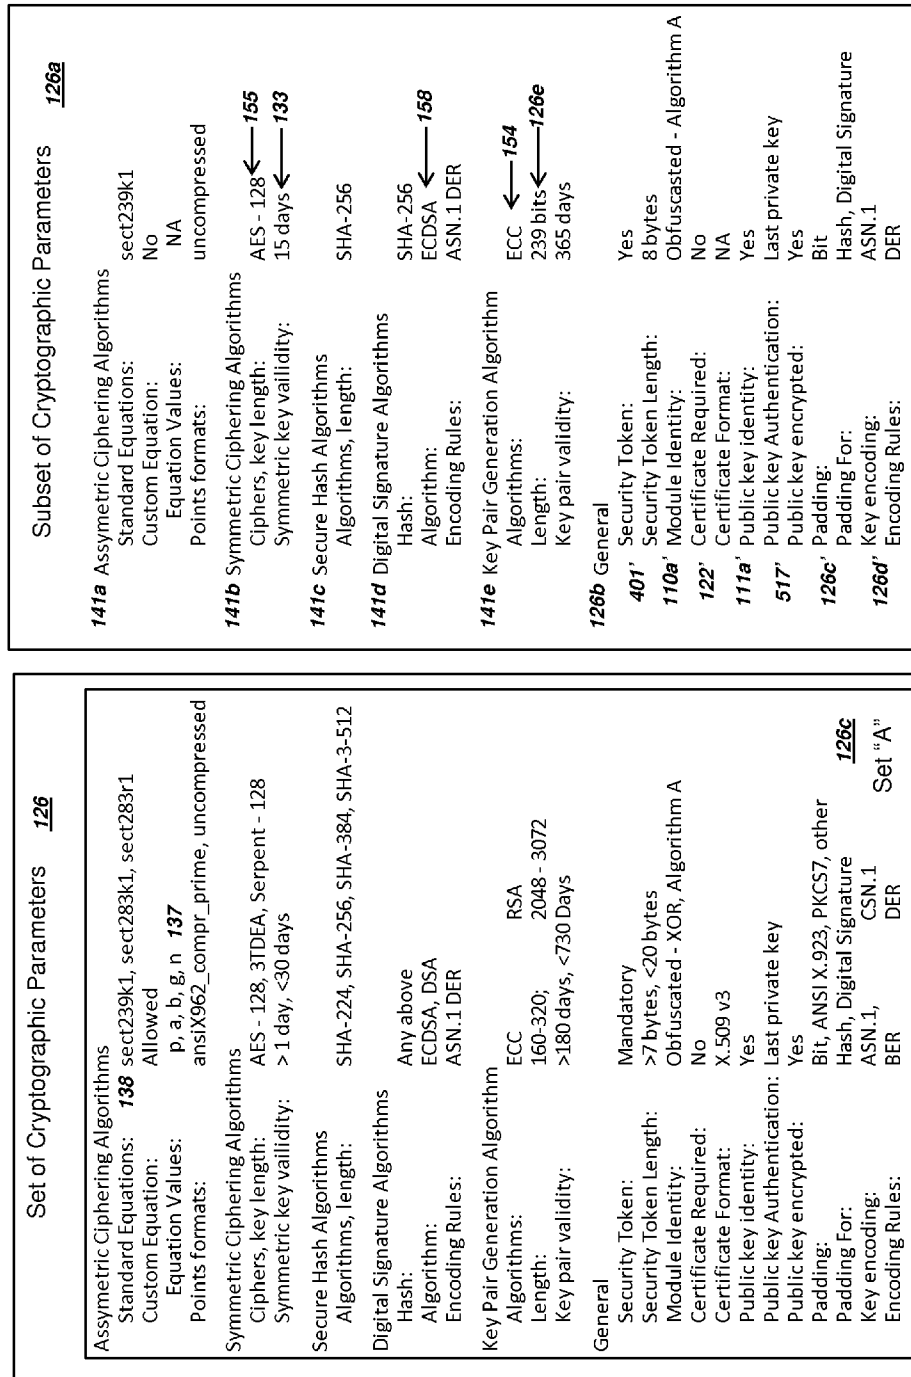 Set of Cryptographic Parameters 126
Assymetric Ciphering Algorithms
Standard Equations: 138 sect239k1, sect283k1, sect283r1
Custom Equation: Allowed
Equation Values: p, a, b, g, n 137
Points formats: ansiX962_compr_prime, uncompressed
Symmetric Ciphering Algorithms
Ciphers, key length: AES - 128, 3TDEA, Serpent - 128
Symmetric key vailidity: > 1 day, <30 days
Secure Hash Algorithms
Algorithms, length: SHA-224, SHA-256, SHA-384, SHA-3-512
Digital Signature Algorithms
Hash: Any above
Algorithm: ECDSA, DSA
Encoding Rules: ASN.1 DER
Key Pair Generation Algorithm
Algorithms: ECC RSA
Length: 160-320; 2048 - 3072
Key pair validity: >180 days, <730 Days
General
Security Token: Mandatory
Security Token Length: >7 bytes, <20 bytes
Module Identity: Obfuscated - XOR, Algorithm A
Certificate Required: No
Certificate Format: X.509 v3
Public key identity: Yes
Public key Authentication: Last private key
Public key encrypted: Yes
Padding: Bit, ANSI X.923, PKCS7, other
Padding For: Hash, Digital Signature 126c
Key encoding: ASN.1, CSN.1
Encoding Rules: BER DER Set "A"
Subset of Cryptographic Parameters 126a
141a Assymetric Ciphering Algorithms
Standard Equations: sect239k1
Custom Equation: No
Equation Values: NA
Points formats: uncompressed
141b Symmetric Ciphering Algorithms
Ciphers, key length: AES - 128 155
Symmetric key vailidity: 15 days 133
141c Secure Hash Algorithms
Algorithms, length: SHA-256
141d Digital Signature Algorithms
Hash: SHA-256
Algorithm: ECDSA 158
Encoding Rules: ASN.1 DER
141e Key Pair Generation Algorithm
Algorithms: ECC 154
Length: 239 bits 126e
Key pair validity: 365 days
126b General
401' Security Token: Yes
Security Token Length: 8 bytes
110a' Module Identity: Obfuscasted - Algorithm A
122' Certificate Required: No
Certificate Format: NA
111a' Public key identity: Yes
Public key Authentication: Last private key
517' Public key encrypted: Yes
126c' Padding: Bit
Padding For: Hash, Digital Signature
126d' Key encoding: ASN.1
Encoding Rules: DER